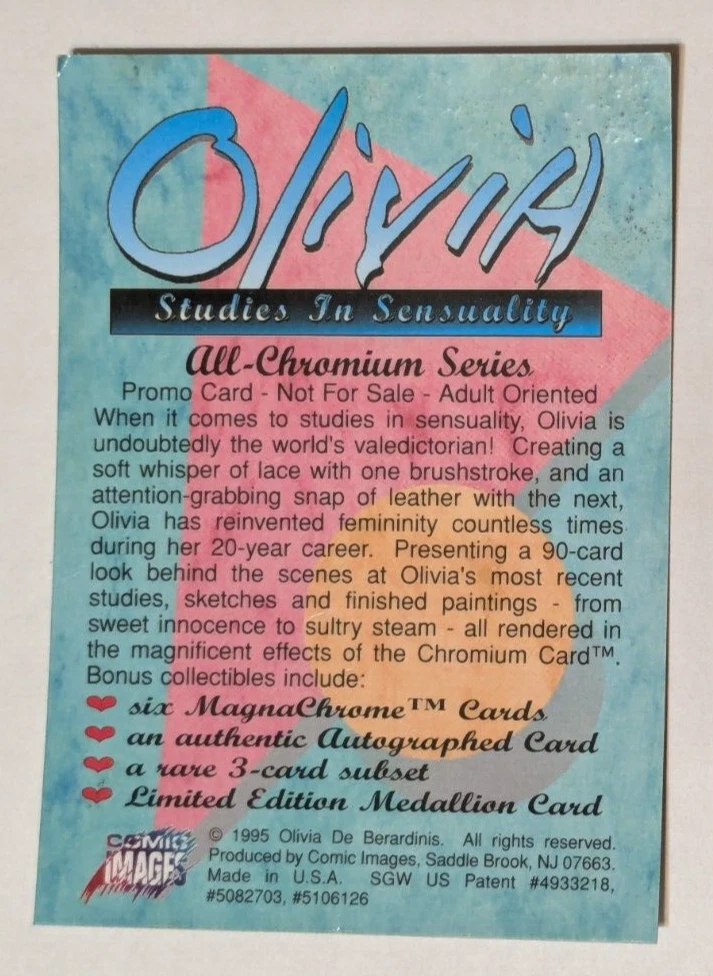 Olivia
Studies In Sensuality
All-Chromium Series
Promo Card - Not For Sale - Adult Oriented
When it comes to studies in sensuality, Olivia is
undoubtedly the world's valedictorian! Creating a
soft whisper of lace with one brushstroke, and an
attention-grabbing snap of leather with the next,
Olivia has reinvented femininity countless times
during her 20-year career. Presenting a 90-card
look behind the scenes at Olivia's most recent
studies, sketches and finished paintings - from
sweet innocence to sultry steam - all rendered in
the magnificent effects of the Chromium Card™.
Bonus collectibles include:
❤ six MagnaChrome™ Cards
❤ an authentic Autographed Card
❤ a rare 3-card subset
❤ Limited Edition Medallion Card
COMIC
IMAGES
© 1995 Olivia De Berardinis. All rights reserved.
Produced by Comic Images, Saddle Brook, NJ 07663.
Made in U.S.A. SGW US Patent #4933218,
#5082703, #5106126